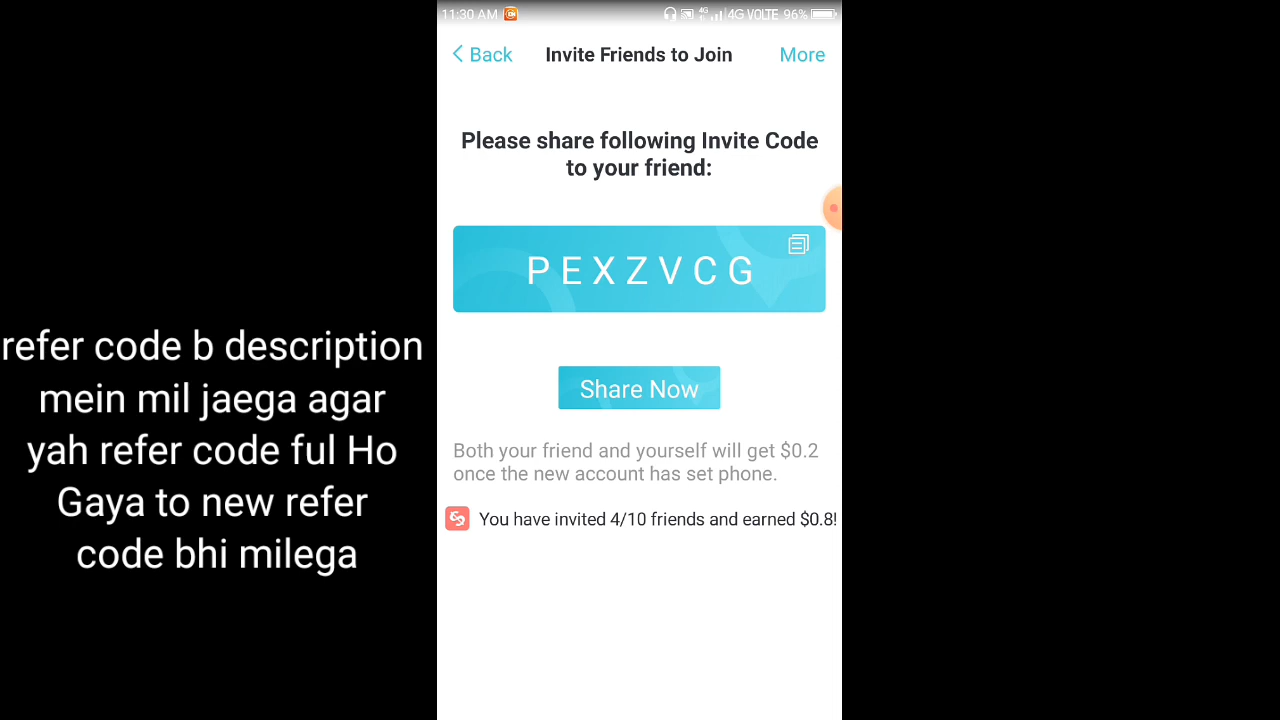 11:30 AM
4G 4G VOLTE 96%
Back
Invite Friends to Join
More
Please share following Invite Code
to your friend:
PEXZVCG
Share Now
Both your friend and yourself will get $0.2
once the new account has set phone.
You have invited 4/10 friends and earned $0.8!
refer code b description
mein mil jaega agar
yah refer code ful Ho
Gaya to new refer
code bhi milega